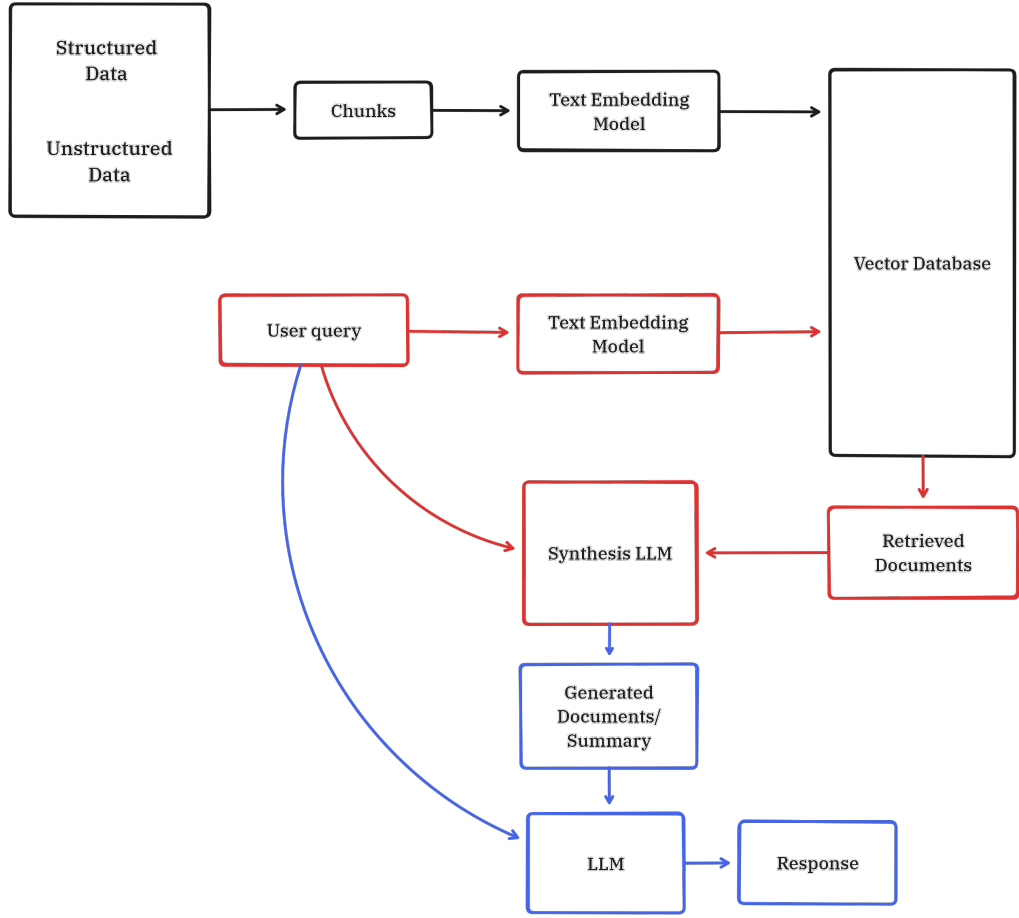 Structured
Data
Unstructured
Data
Chunks
Text Embedding
Model
Vector Database
User query
Text Embedding
Model
Synthesis LLM
Retrieved
Documents
Generated
Documents/
Summary
LLM
Response